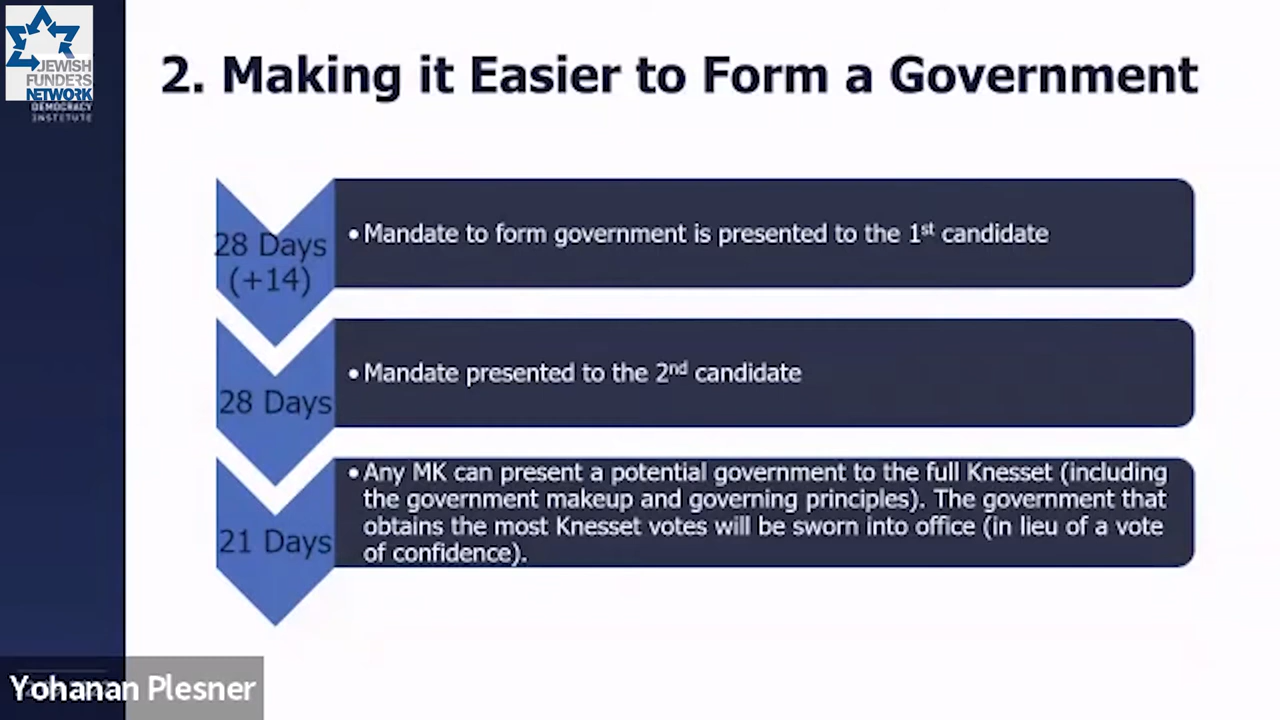 JEWISH
FUNDERS
NETWORK
DEMOCRACY
INSTITUTE
2. Making it Easier to Form a Government
28 Days
(+14)
•Mandate to form government is presented to the 1st candidate
28 Days
•Mandate presented to the 2nd candidate
21 Days
•Any MK can present a potential government to the full Knesset (including
the government makeup and governing principles). The government that
obtains the most Knesset votes will be sworn into office (in lieu of a vote
of confidence).
Yohanan Plesner